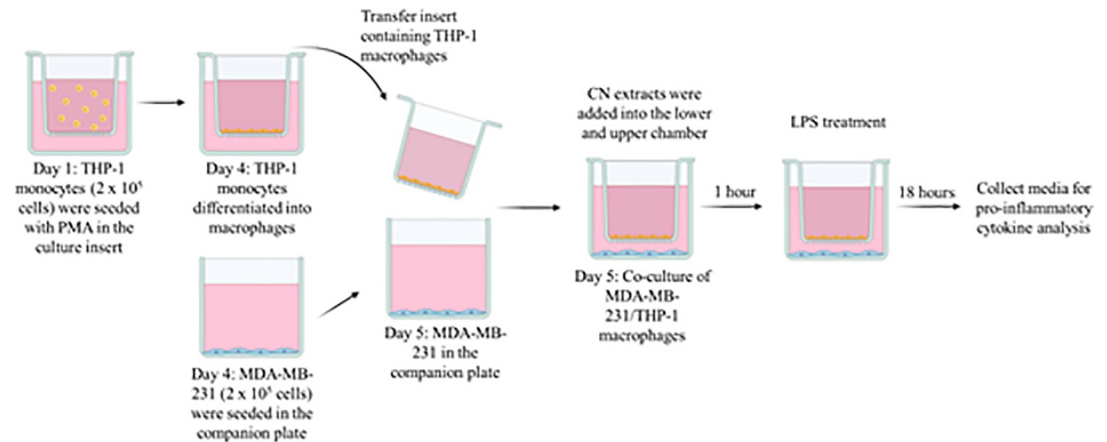 Transfer insert
containing THP-1
macrophages
Day 1: THP-1
monocytes (2 x 10⁵
cells) were seeded
with PMA in the
culture insert
Day 4: THP-1
monocytes
differentiated into
macrophages
Day 4: MDA-MB-
231 (2 x 10⁵ cells)
were seeded in the
companion plate
Day 5: MDA-MB-
231 in the
companion plate
CN extracts were
added into the lower
and upper chamber
Day 5: Co-culture of
MDA-MB-
231/THP-1
macrophages
1 hour
LPS treatment
18 hours
Collect media for
pro-inflammatory
cytokine analysis